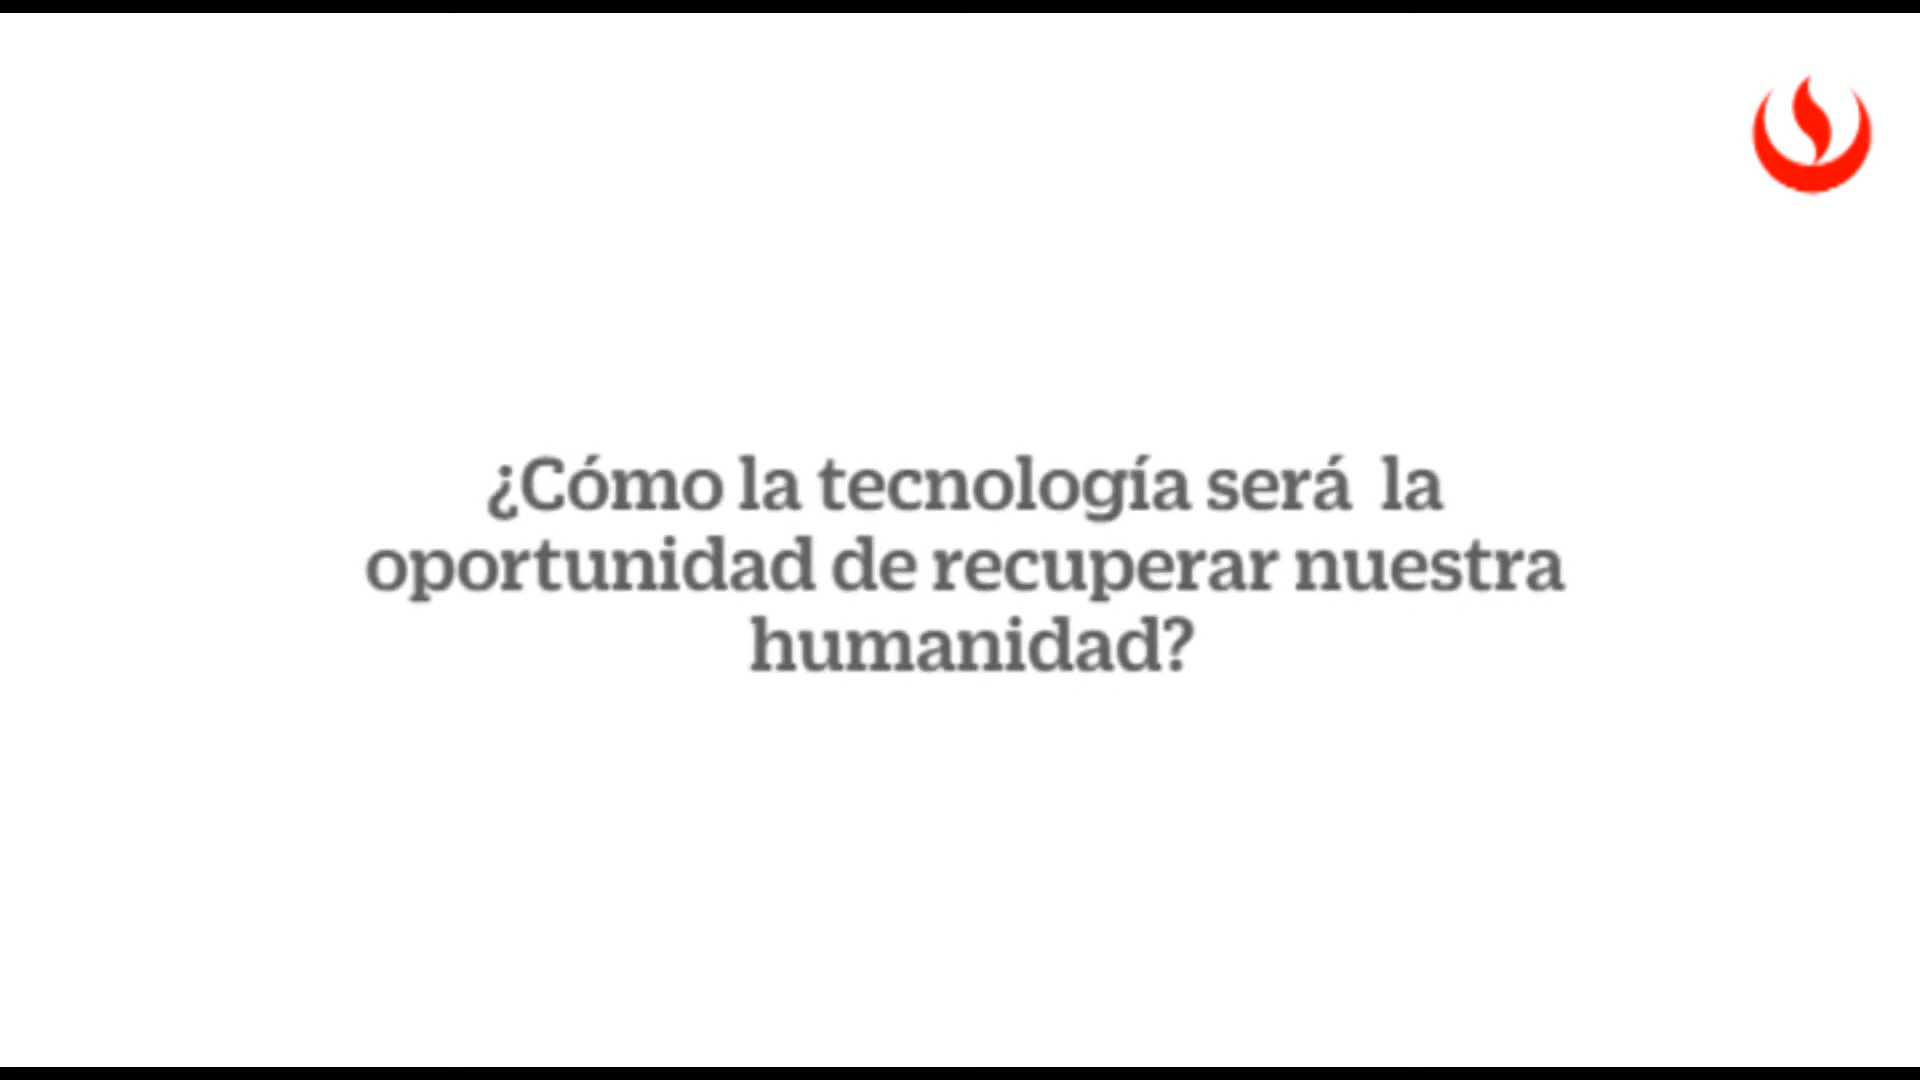 ¿Cómo la tecnología será  la
oportunidad de recuperar nuestra
humanidad?